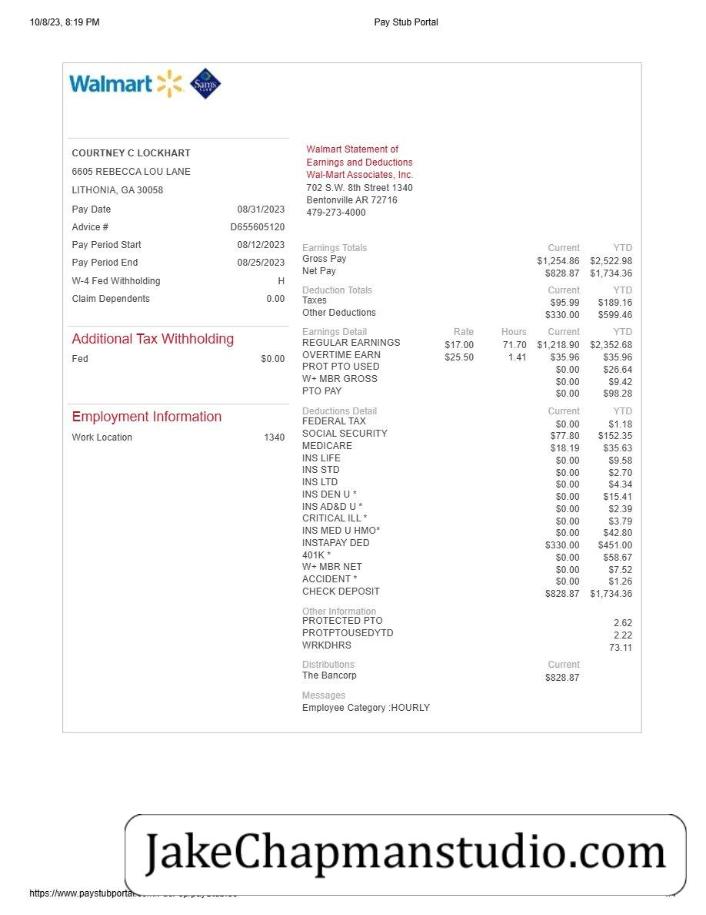 10/8/23, 8:19 PM Pay Stub Portal
Walmart Sam's
COURTNEY C LOCKHART
6605 REBECCA LOU LANE
LITHONIA, GA 30058
Pay Date 08/31/2023
Advice # D655605120
Pay Period Start 08/12/2023
Pay Period End 08/25/2023
W-4 Fed Withholding H
Claim Dependents 0.00
Additional Tax Withholding
Fed $0.00
Employment Information
Work Location 1340
Walmart Statement of
Earnings and Deductions
Wal-Mart Associates, Inc.
702 S.W. 8th Street 1340
Bentonville AR 72716
479-273-4000
Earnings Totals Current YTD
Gross Pay $1,254.86 $2,522.98
Net Pay $828.87 $1,734.36
Deduction Totals Current YTD
Taxes $95.99 $189.16
Other Deductions $330.00 $599.46
Earnings Detail Rate Hours Current YTD
REGULAR EARNINGS $17.00 71.70 $1,218.90 $2,352.68
OVERTIME EARN $25.50 1.41 $35.96 $35.96
PROT PTO USED $0.00 $26.64
W+ MBR GROSS $0.00 $9.42
PTO PAY $0.00 $98.28
Deductions Detail Current YTD
FEDERAL TAX $0.00 $1.18
SOCIAL SECURITY $77.80 $152.35
MEDICARE $18.19 $35.63
INS LIFE $0.00 $9.58
INS STD $0.00 $2.70
INS LTD $0.00 $4.34
INS DEN U * $0.00 $15.41
INS AD&D U * $0.00 $2.39
CRITICAL ILL * $0.00 $3.79
INS MED U HMO* $0.00 $42.80
INSTAPAY DED $330.00 $451.00
401K * $0.00 $58.67
W+ MBR NET $0.00 $7.52
ACCIDENT * $0.00 $1.26
CHECK DEPOSIT $828.87 $1,734.36
Other Information
PROTECTED PTO 2.62
PROTPTOUSEDYTD 2.22
WRKDHRS 73.11
Distributions Current
The Bancorp $828.87
Messages
Employee Category :HOURLY
JakeChapmanstudio.com
https://www.paystubportal